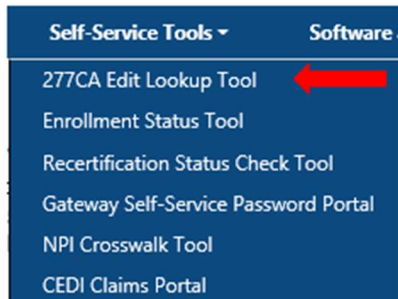 Self-Service Tools Software
277CA Edit Lookup Tool
Enrollment Status Tool
Recertification Status Check Tool
Gateway Self-Service Password Portal
NPI Crosswalk Tool
CEDI Claims Portal